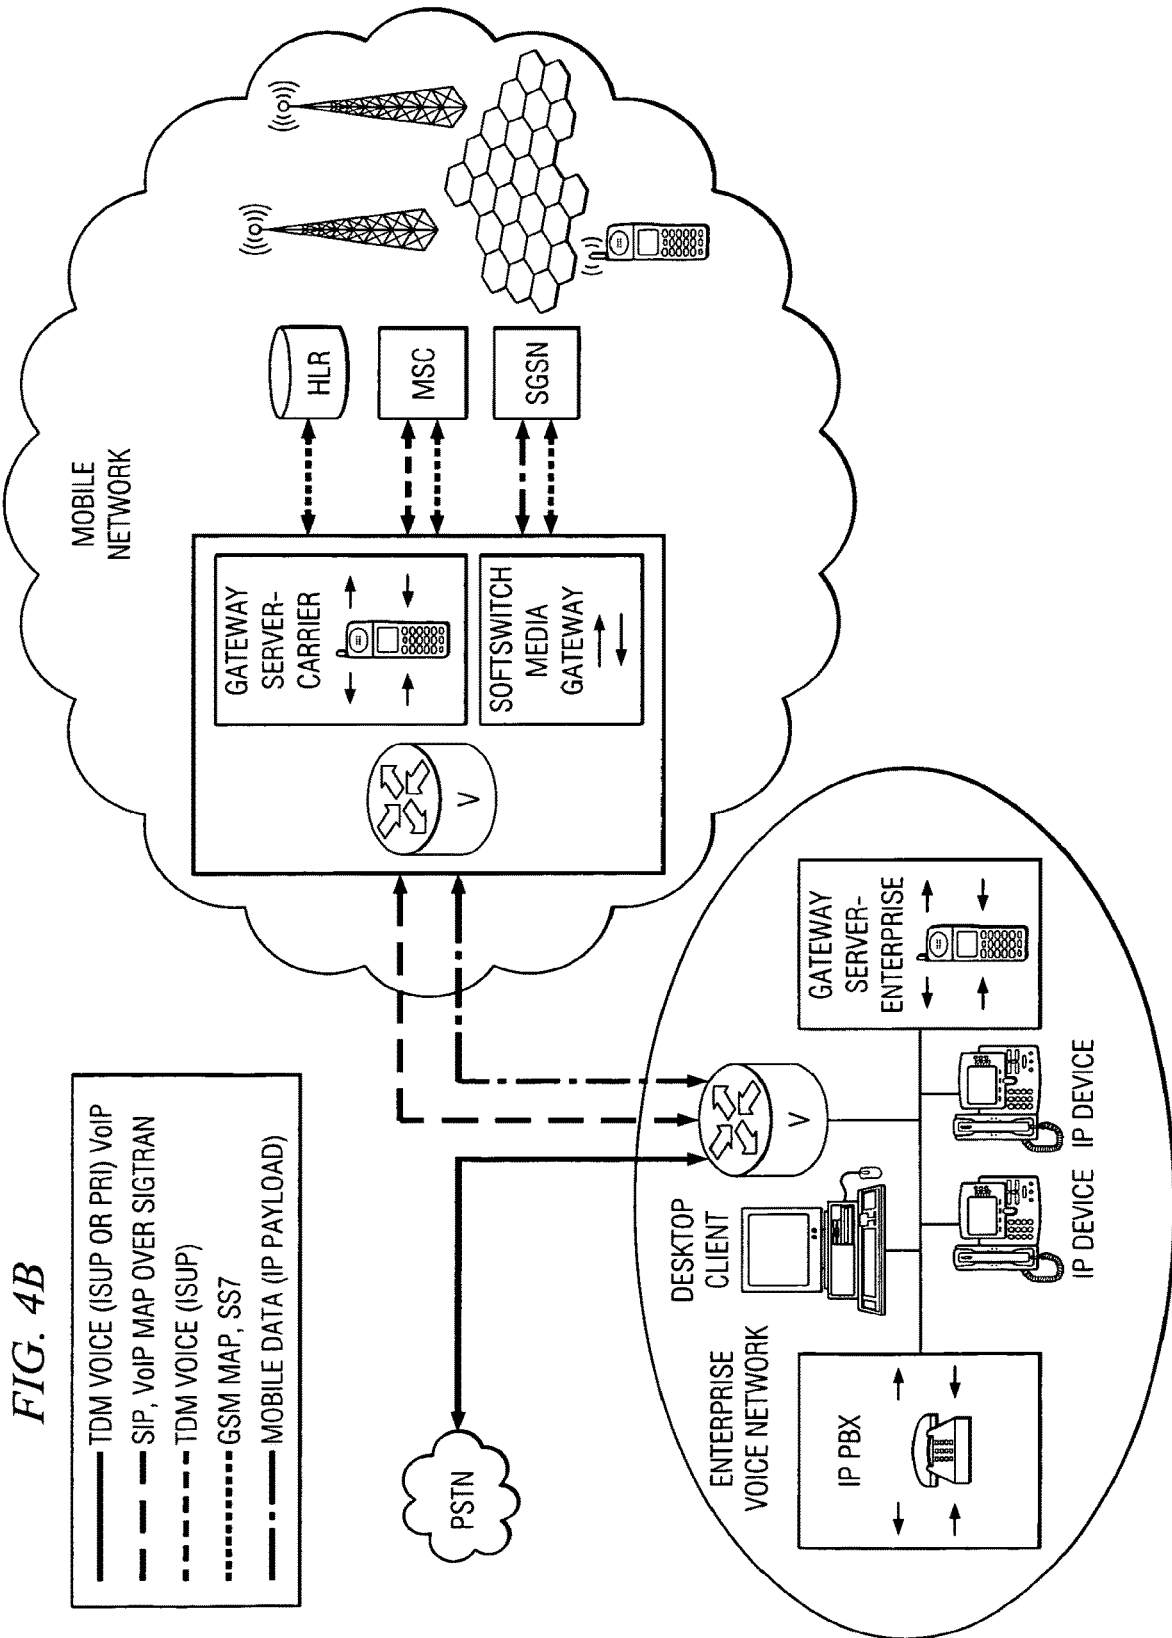 FIG. 4B
TDM VOICE (ISUP OR PRI) VoIP
SIP, VoIP MAP OVER SIGTRAN
TDM VOICE (ISUP)
GSM MAP, SS7
MOBILE DATA (IP PAYLOAD)
MOBILE
NETWORK
GATEWAY
SERVER-
CARRIER
SOFTSWITCH
MEDIA
GATEWAY
V
HLR
MSC
SGSN
PSTN
ENTERPRISE
VOICE NETWORK
DESKTOP
CLIENT
V
IP PBX
GATEWAY
SERVER-
ENTERPRISE
IP DEVICE
IP DEVICE